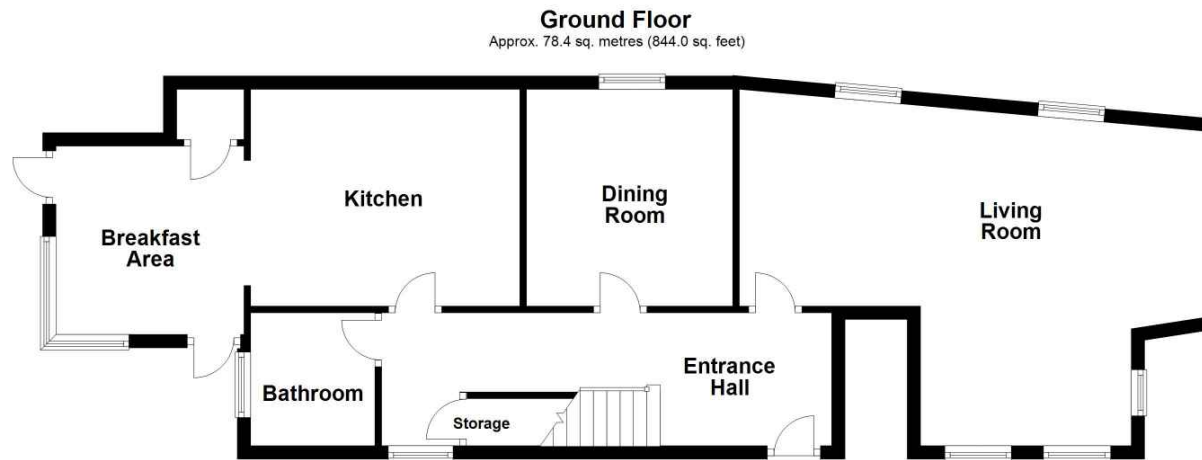 Ground Floor
Approx. 78.4 sq. metres (844.0 sq. feet)
Kitchen
Dining
Room
Living
Room
Breakfast
Area
Entrance
Hall
Bathroom
Storage